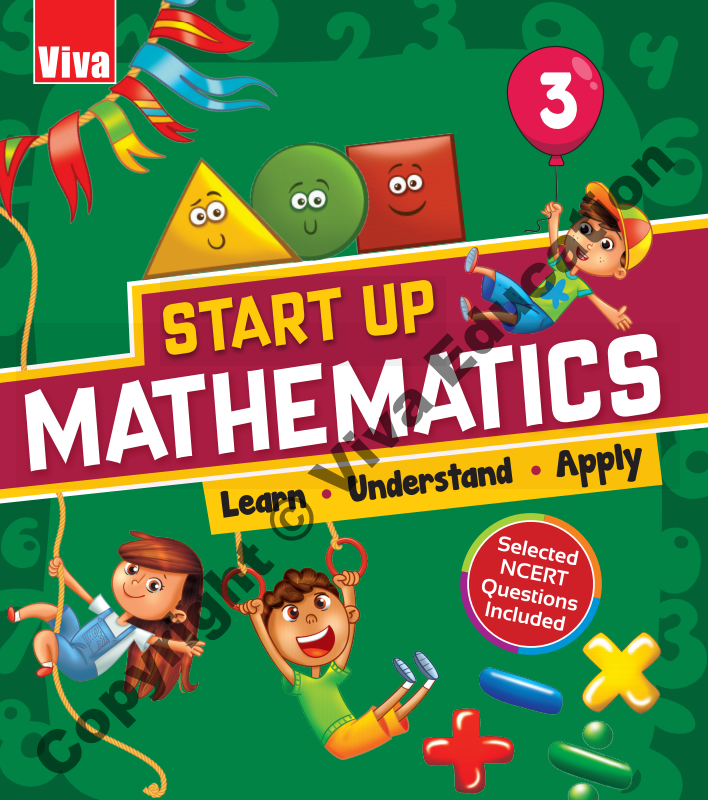 Viva
3
START UP
MATHEMATICS
Learn • Understand • Apply
Selected
NCERT
Questions
Included
Copyright © Viva Education